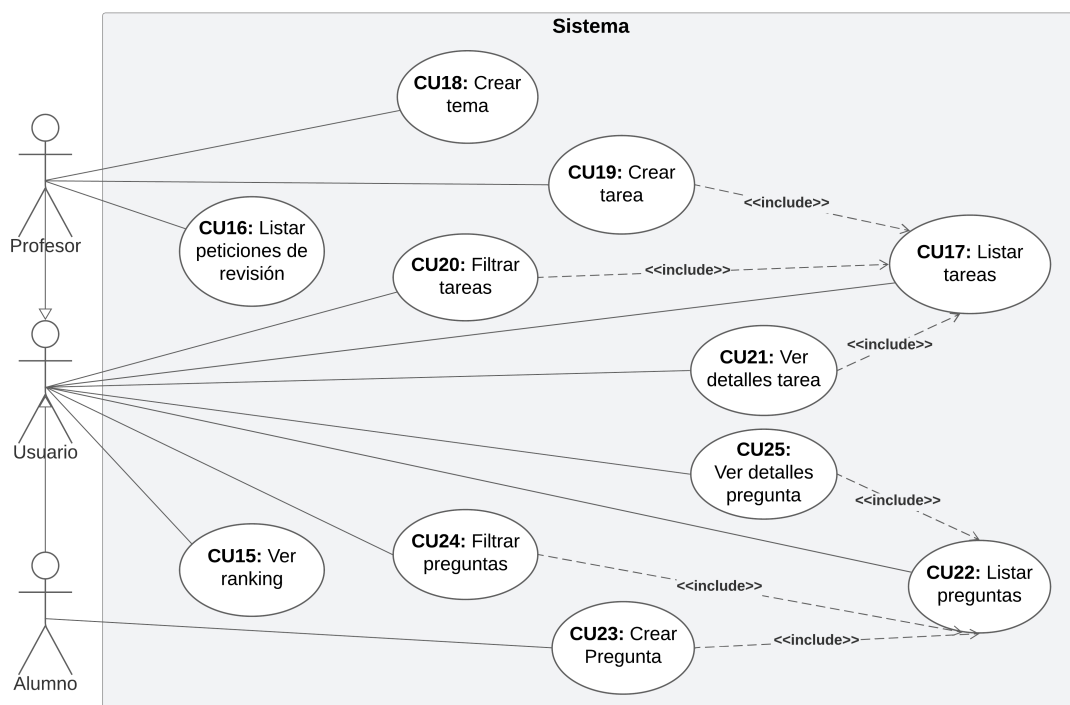 Sistema
CU18: Crear
tema
CU19: Crear
tarea
<<include>>
CU16: Listar
peticiones de
revisión
Profesor
CU17: Listar
tareas
CU20: Filtrar
tareas
<<include>>
<<include>>
CU21: Ver
detalles tarea
Usuario
CU25:
Ver detalles
pregunta
<<include>>
CU24: Filtrar
preguntas
CU15: Ver
ranking
<<include>>
CU22: Listar
preguntas
CU23: Crear
Pregunta
<<include>>
Alumno